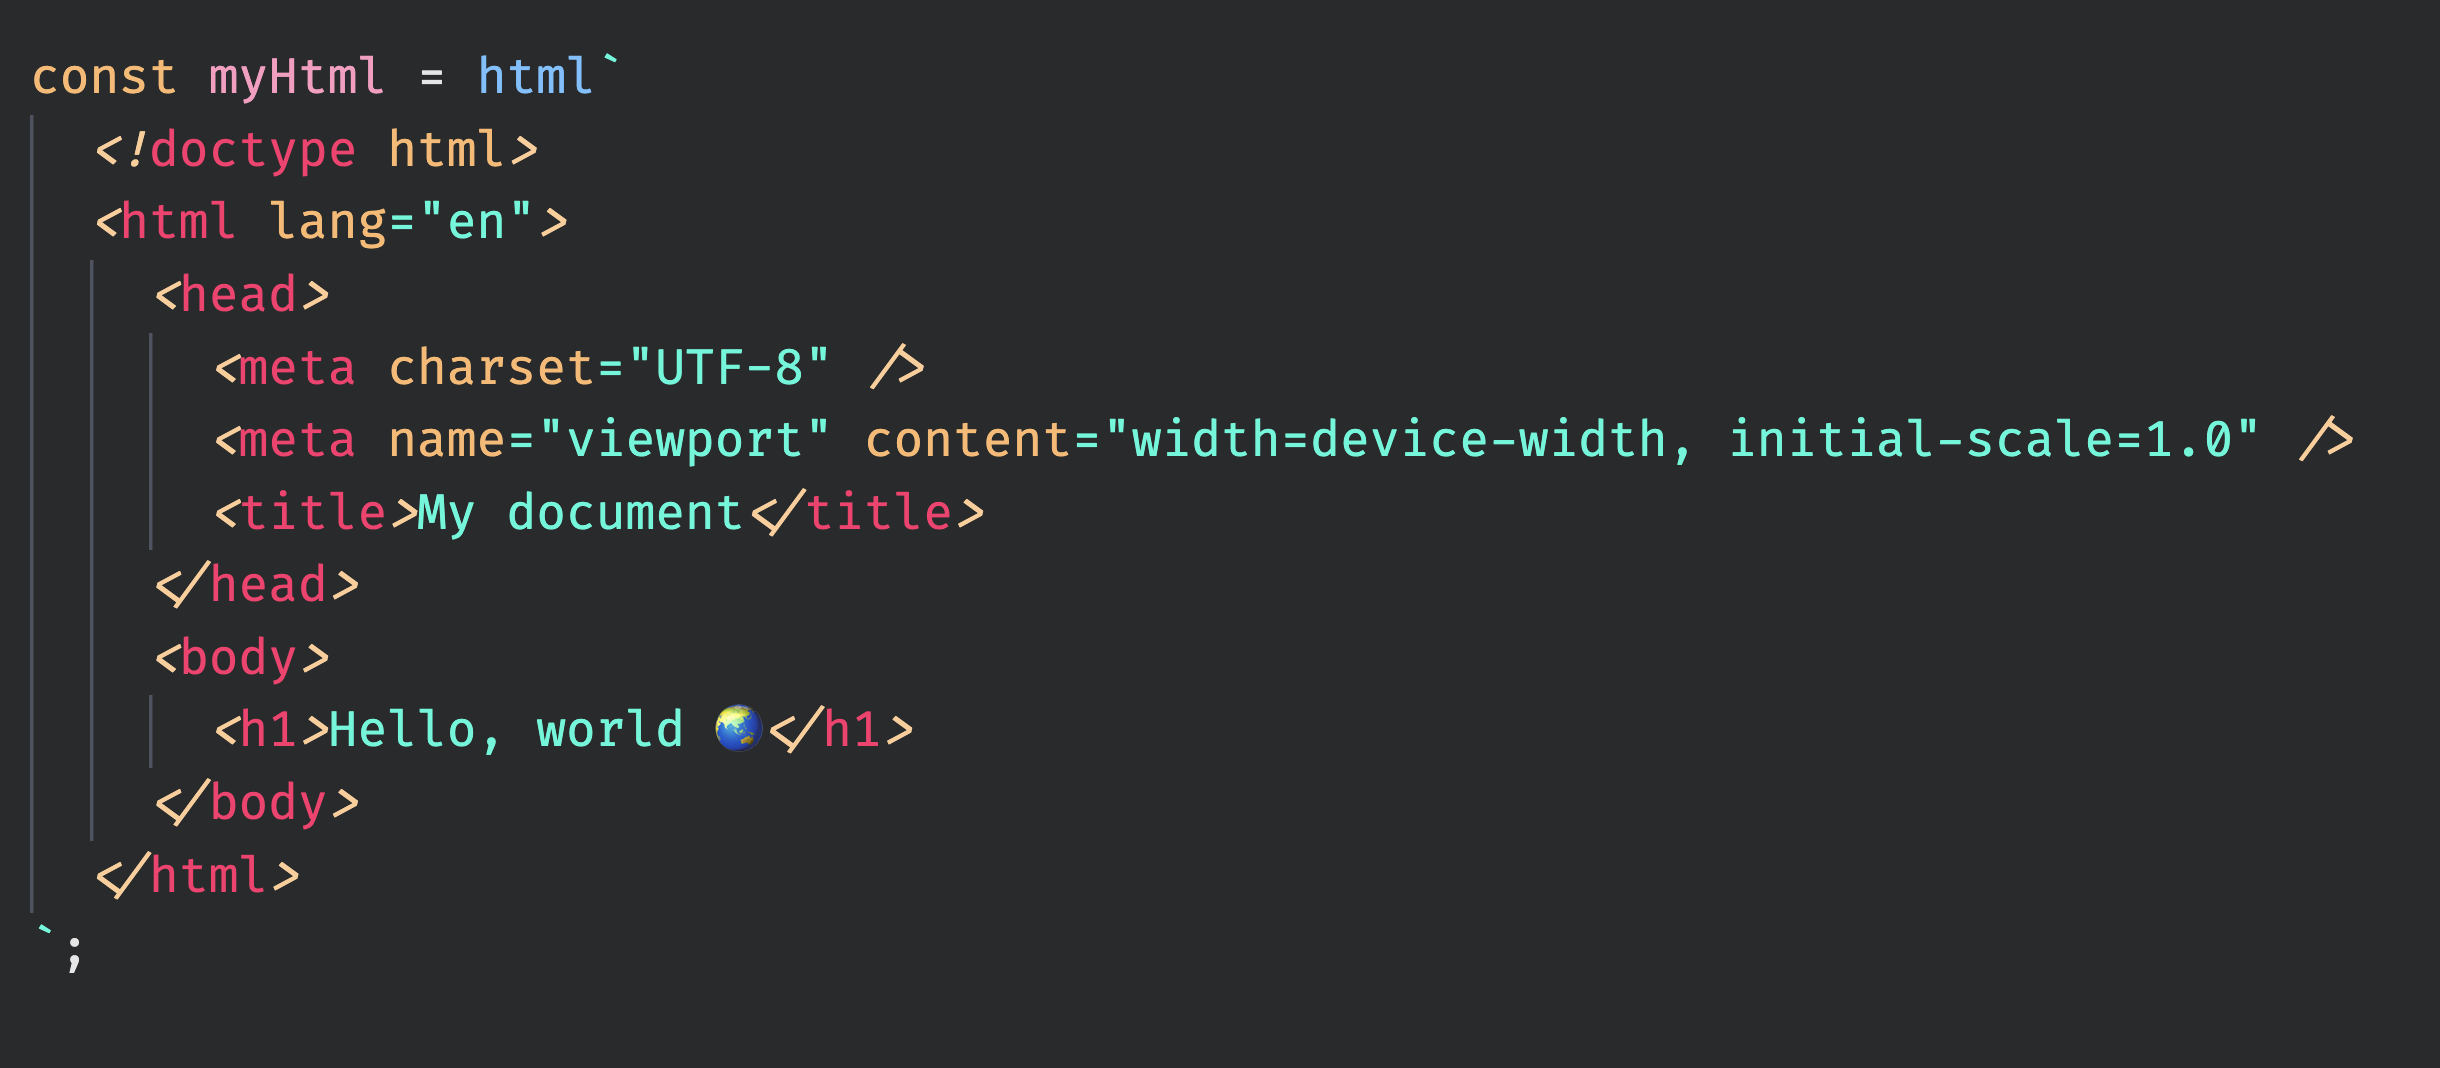 const myHtml = html`
  <!doctype html>
  <html lang="en">
    <head>
      <meta charset="UTF-8" />
      <meta name="viewport" content="width=device-width, initial-scale=1.0" />
      <title>My document</title>
    </head>
    <body>
      <h1>Hello, world 🌏</h1>
    </body>
  </html>
`;